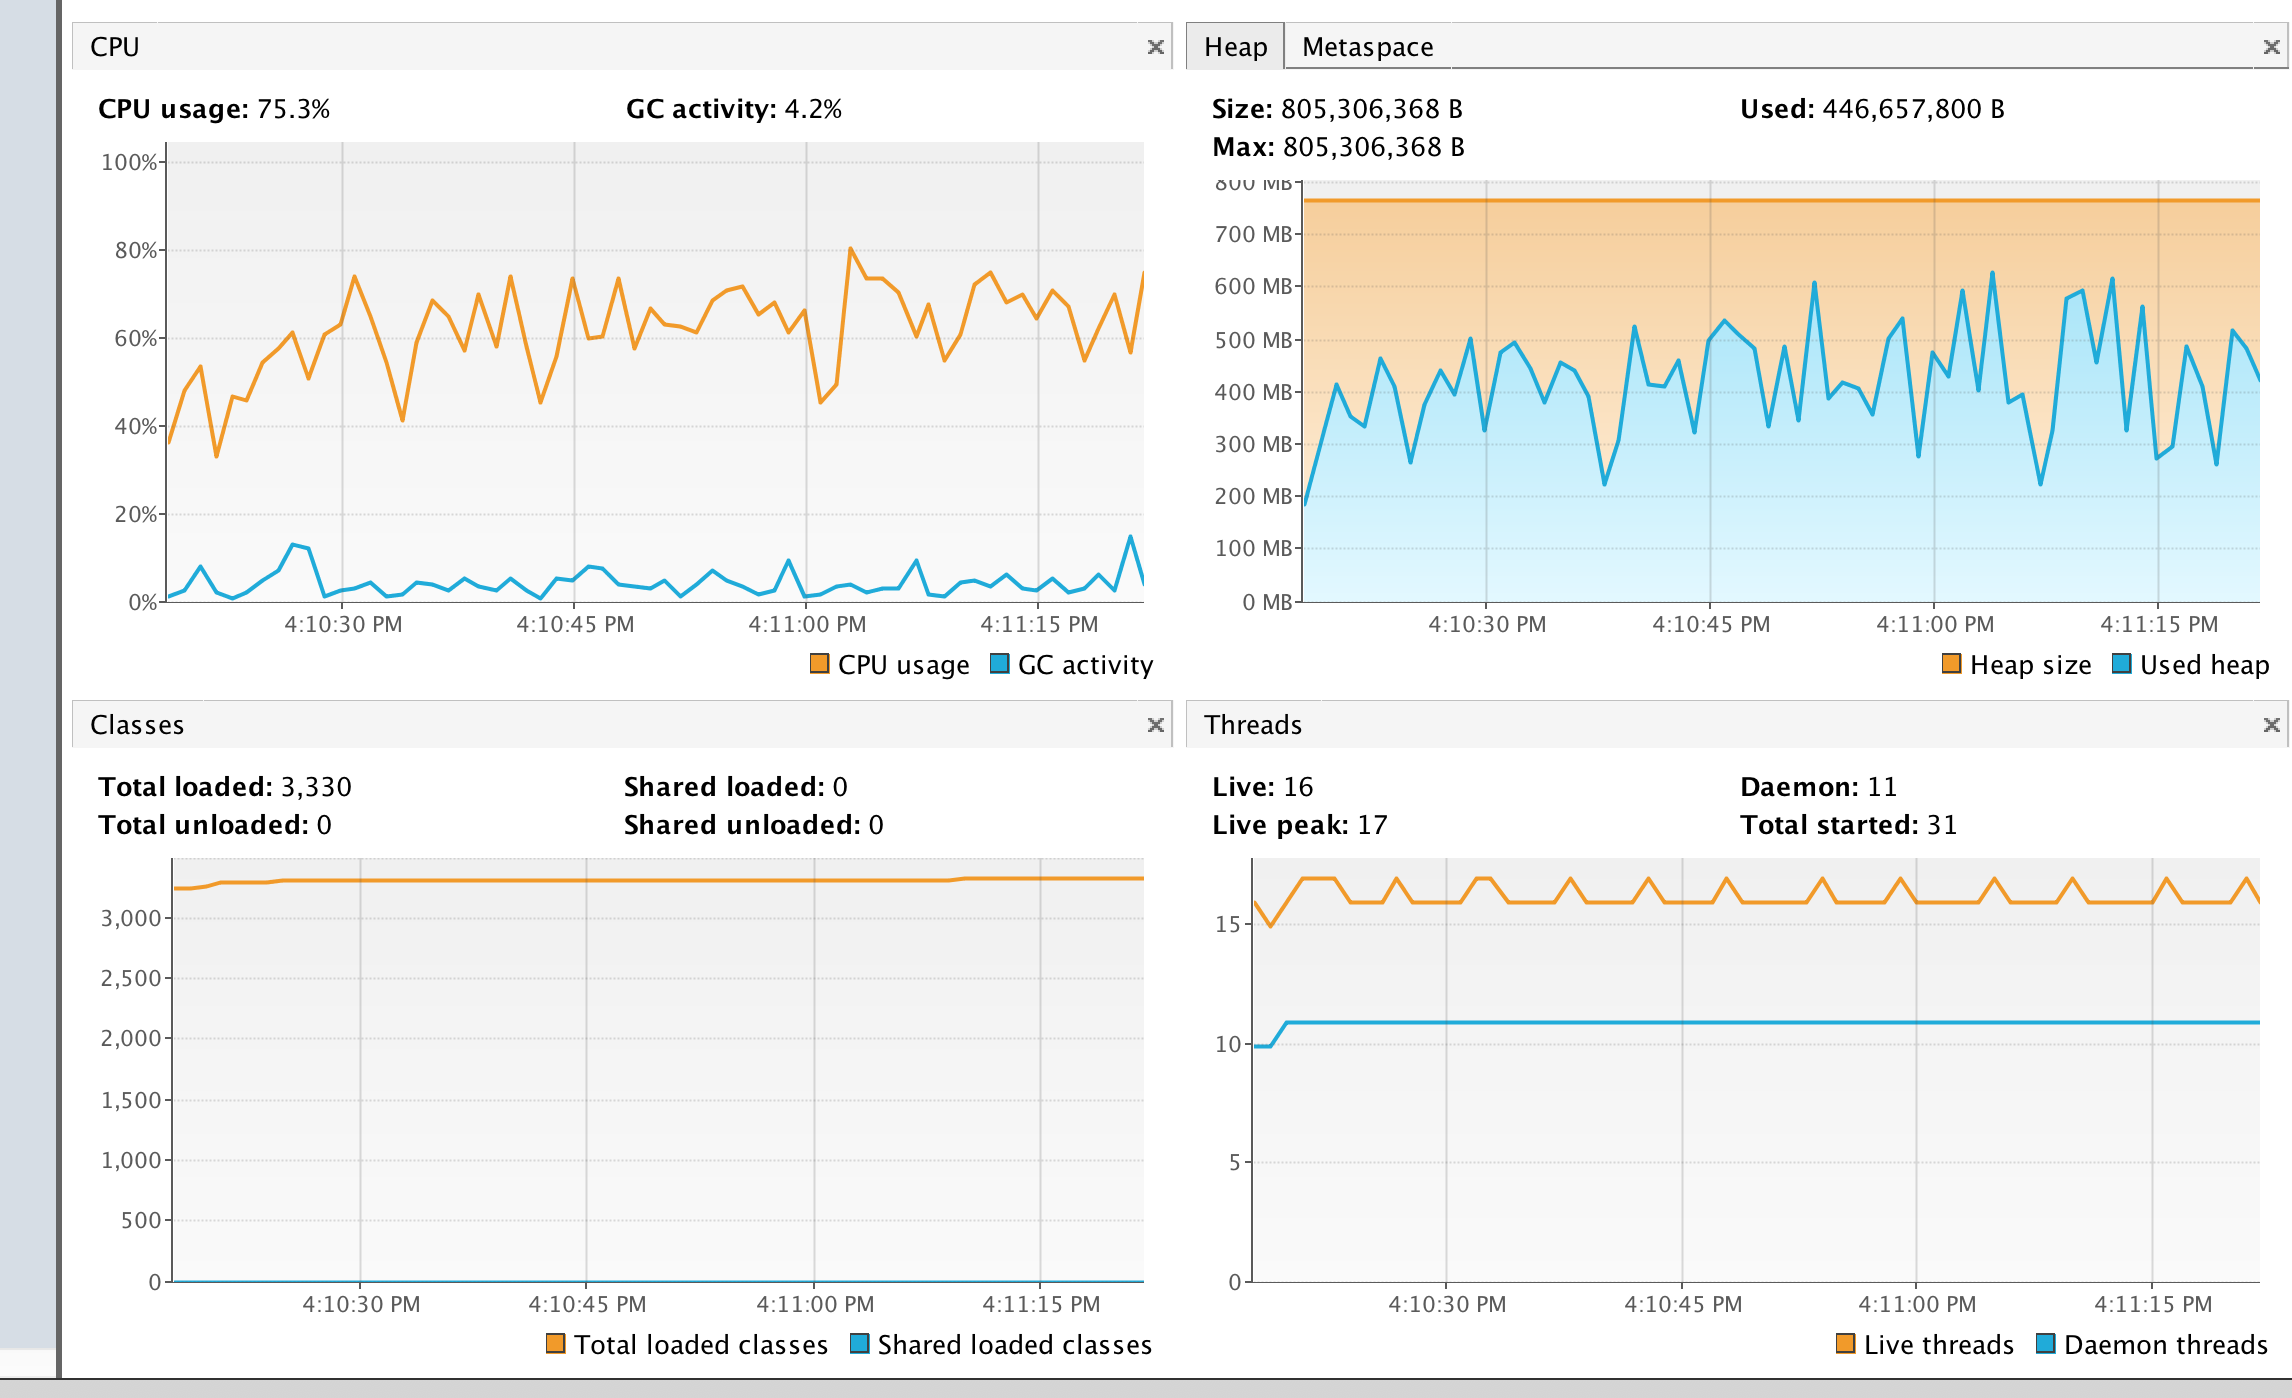 CPU
CPU usage: 75.3% GC activity: 4.2%
100%
80%
60%
40%
20%
0%
4:10:30 PM 4:10:45 PM 4:11:00 PM 4:11:15 PM
CPU usage GC activity
Heap Metaspace
Size: 805,306,368 B Used: 446,657,800 B
Max: 805,306,368 B
800 MB
700 MB
600 MB
500 MB
400 MB
300 MB
200 MB
100 MB
0 MB
4:10:30 PM 4:10:45 PM 4:11:00 PM 4:11:15 PM
Heap size Used heap
Classes
Total loaded: 3,330 Shared loaded: 0
Total unloaded: 0 Shared unloaded: 0
3,000
2,500
2,000
1,500
1,000
500
0
4:10:30 PM 4:10:45 PM 4:11:00 PM 4:11:15 PM
Total loaded classes Shared loaded classes
Threads
Live: 16 Daemon: 11
Live peak: 17 Total started: 31
15
10
5
0
4:10:30 PM 4:10:45 PM 4:11:00 PM 4:11:15 PM
Live threads Daemon threads